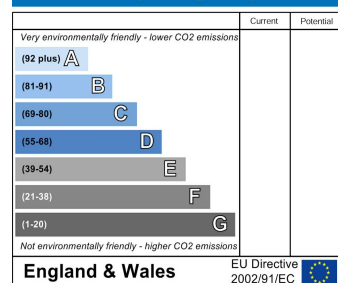 Current Potential
Very environmentally friendly - lower CO2 emissions
(92 plus) A
(81-91) B
(69-80) C
(55-68) D
(39-54) E
(21-38) F
(1-20) G
Not environmentally friendly - higher CO2 emissions
England & Wales
EU Directive
2002/91/EC